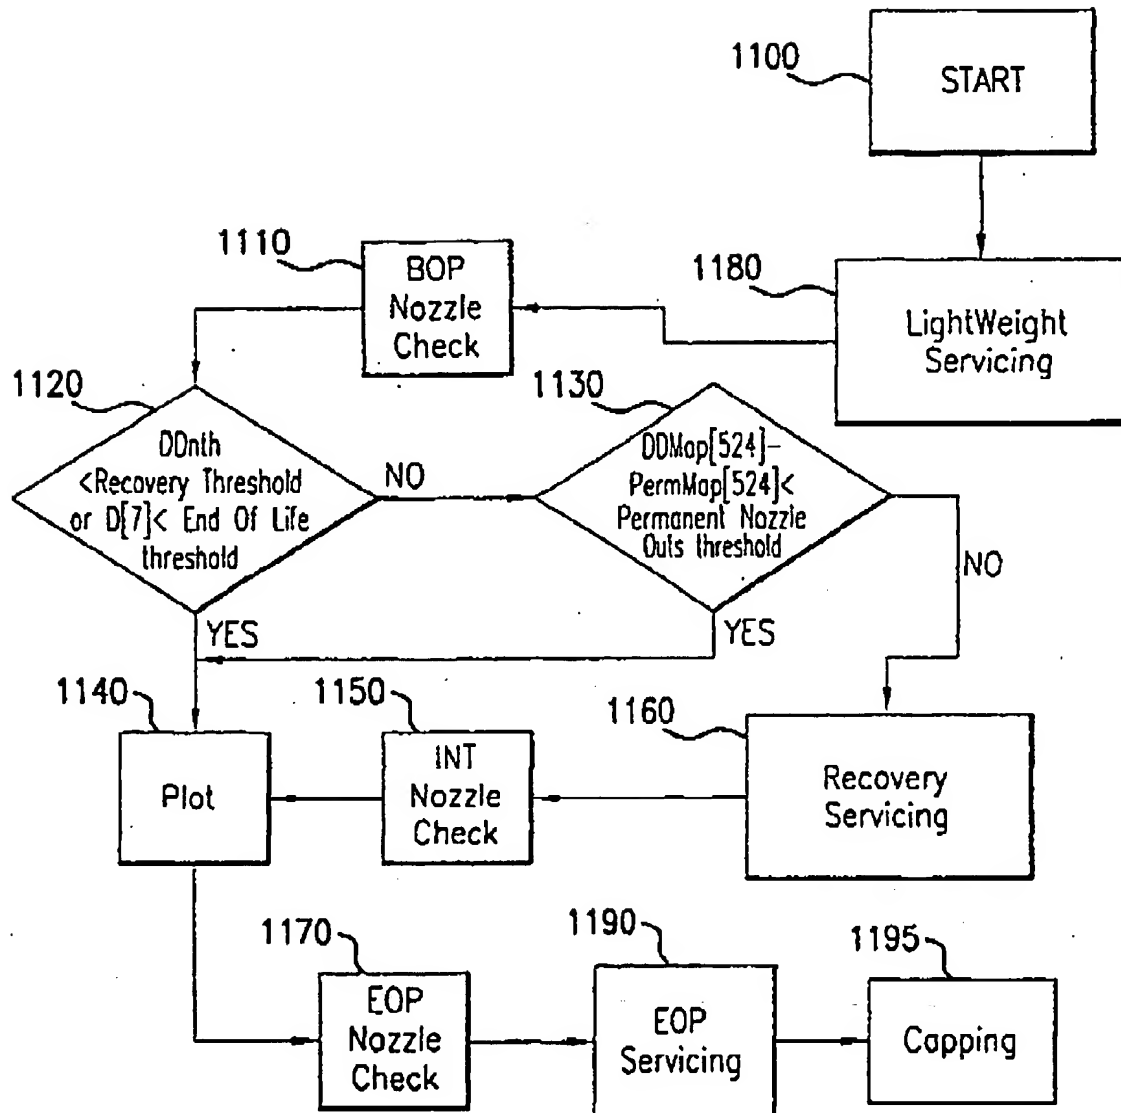 1100
START
1110
BOP
Nozzle
Check
1180
LightWeight
Servicing
1120
DDnth
<Recovery Threshold
or D[7]< End Of Life
threshold
NO
1130
DDMap[524]-
PermMap[524]<
Permanent Nozzle
Outs threshold
NO
YES
YES
1140
Plot
1150
INT
Nozzle
Check
1160
Recovery
Servicing
1170
EOP
Nozzle
Check
1190
EOP
Servicing
1195
Capping